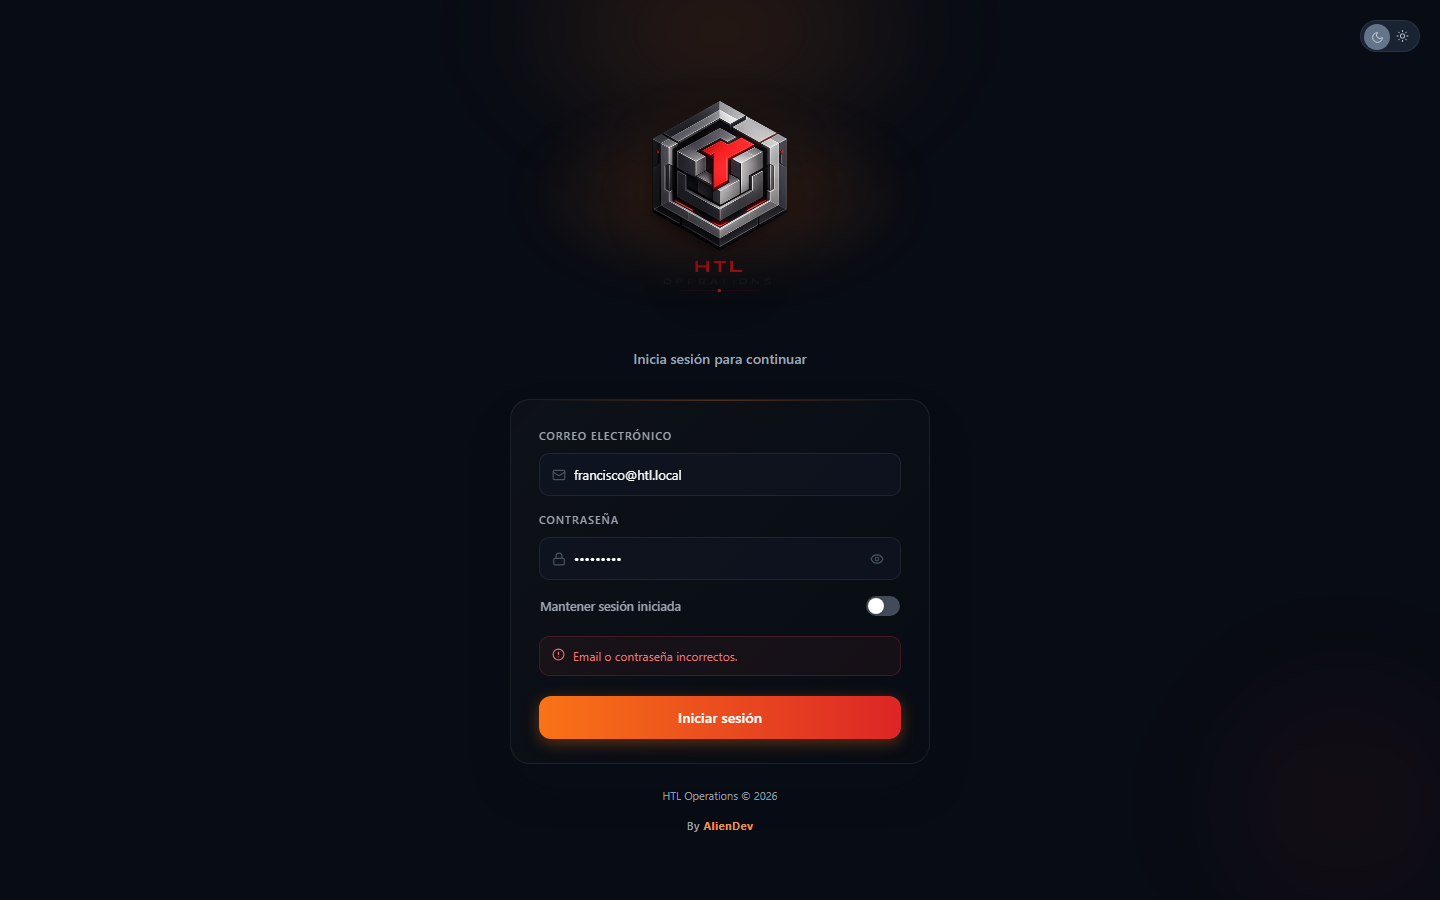 HTL
OPERATIONS
Inicia sesión para continuar
CORREO ELECTRÓNICO
francisco@htl.local
CONTRASEÑA
•••••••••
Mantener sesión iniciada
Email o contraseña incorrectos.
Iniciar sesión
HTL Operations © 2026
By AlienDev